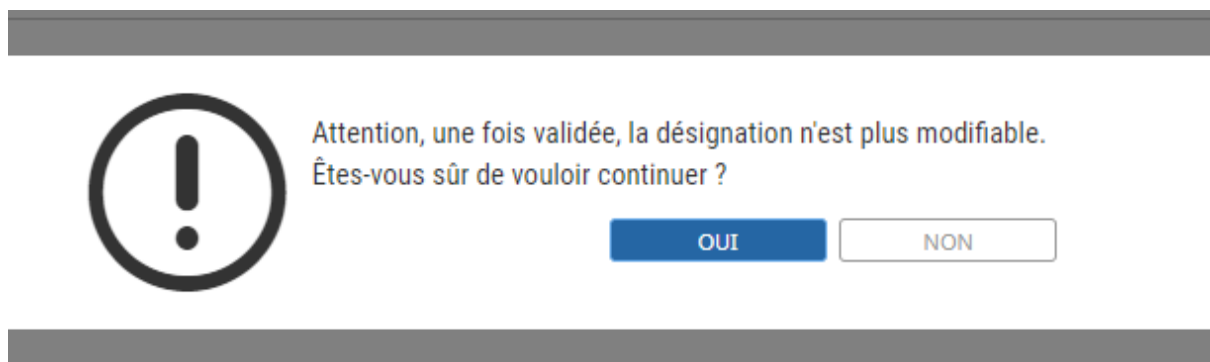 Attention, une fois validée, la désignation n'est plus modifiable.
Êtes-vous sûr de vouloir continuer ?
OUI
NON